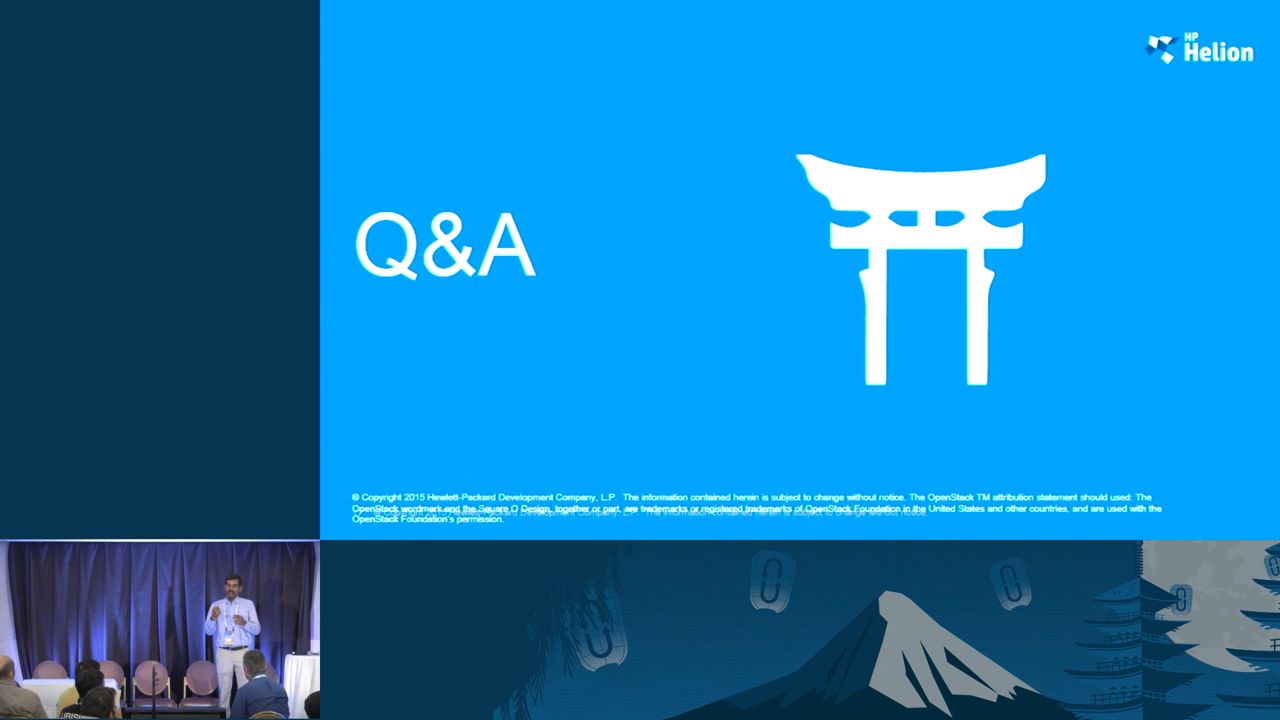 HP
Helion
Q&A
© Copyright 2015 Hewlett-Packard Development Company, L.P. The information contained herein is subject to change without notice. The OpenStack TM attribution statement should used: The
OpenStack wordmark and the Square O Design, together or part, are trademarks or registered trademarks of OpenStack Foundation in the United States and other countries, and are used with the
OpenStack Foundation's permission.